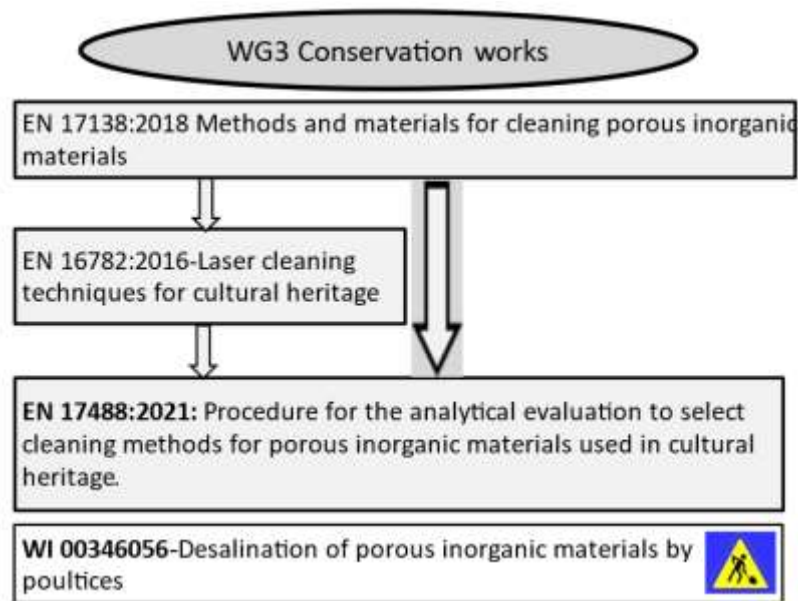 WG3 Conservation works
EN 17138:2018 Methods and materials for cleaning porous inorganic
materials
EN 16782:2016-Laser cleaning
techniques for cultural heritage
EN 17488:2021: Procedure for the analytical evaluation to select
cleaning methods for porous inorganic materials used in cultural
heritage.
WI 00346056-Desalination of porous inorganic materials by
poultices